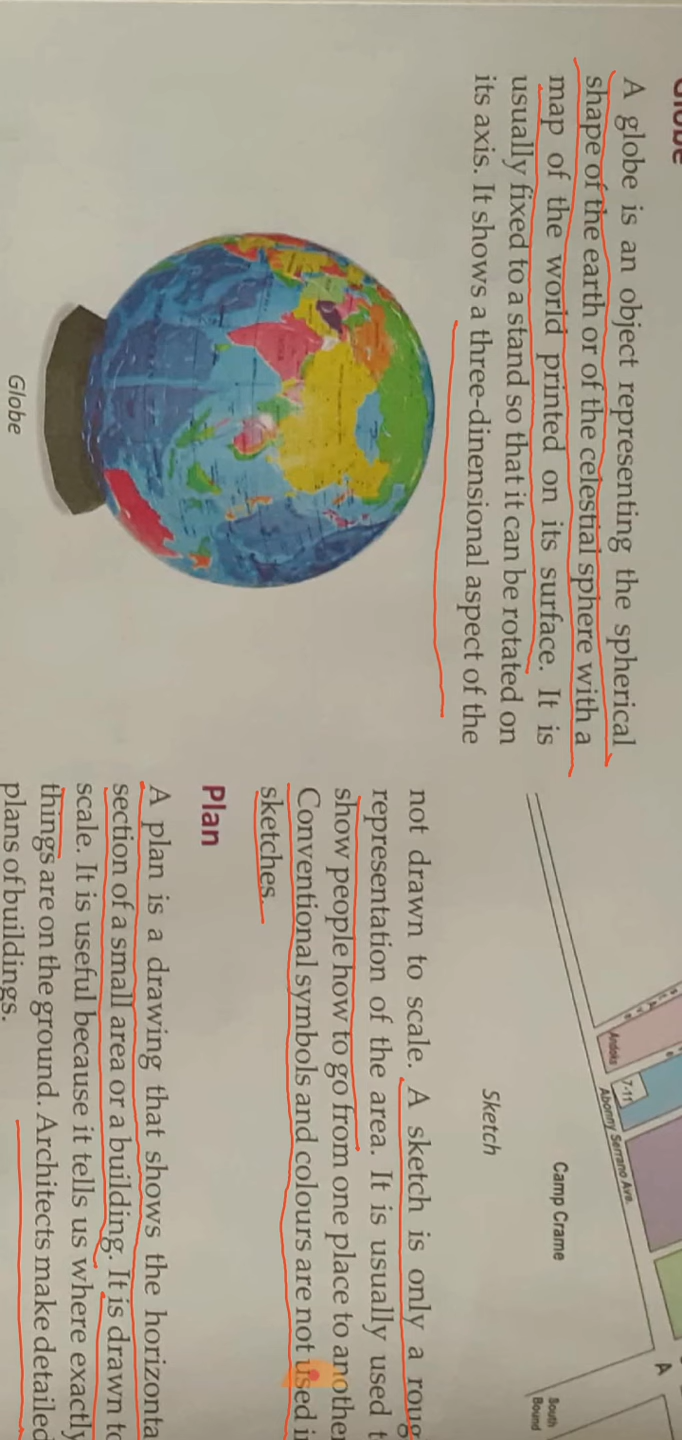 Globe
A globe is an object representing the spherical
shape of the earth or of the celestial sphere with a
map of the world printed on its surface. It is
usually fixed to a stand so that it can be rotated on
its axis. It shows a three-dinensional aspect of the
Globe
Andoks
7-11
Abonny Serrano Ave.
Camp Crame
A
South
Bound
Sketch
not drawn to scale. A sketch is only a roug
representation of the area. It is usually used t
show people how to go from one place to another
Conventional symbols and colours are not used i
sketches.
Plan
A plan is a drawing that shows the horizonta
section of a small area or a building. It is drawn to
scale. It is useful because it tells us where exactly
things are on the ground. Architects make detailed
plans of buildings.